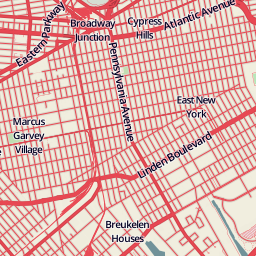 Eastern Parkway
Broadway
Junction
Cypress
Hills
Atlantic Avenue
Pennsylvania Avenue
East New
York
Marcus
Garvey
Village
Linden Boulevard
Breukelen
Houses